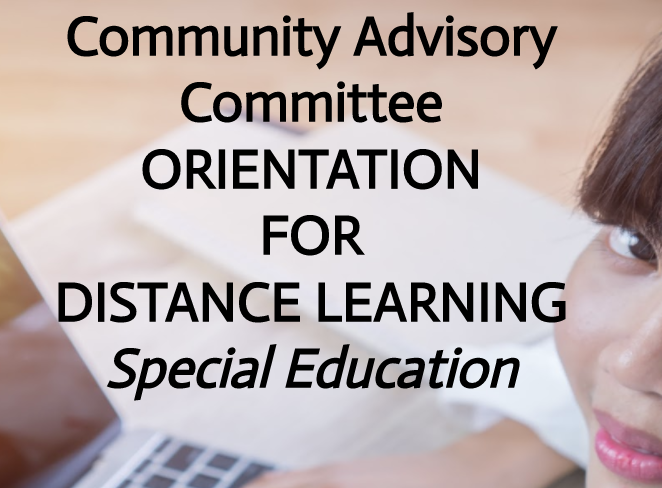 Community Advisory
Committee
ORIENTATION
FOR
DISTANCE LEARNING
Special Education